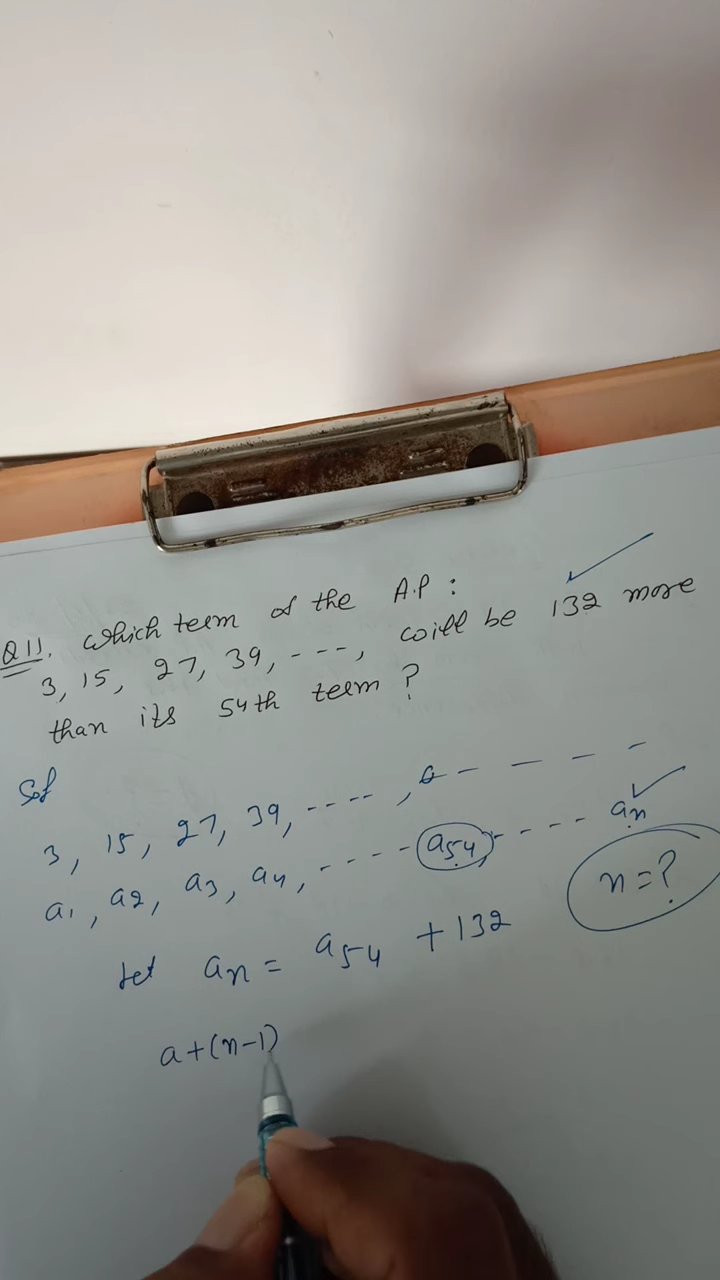 Q11. Which term of the A.P :
3, 15, 27, 39, ---, will be 132 more
than its 54th term ?
Sol
3, 15, 27, 39, ----, a - - - -
a1, a2, a3, a4, ---- a54, ---- an
n = ?
let an = a54 + 132
a+(n-1)